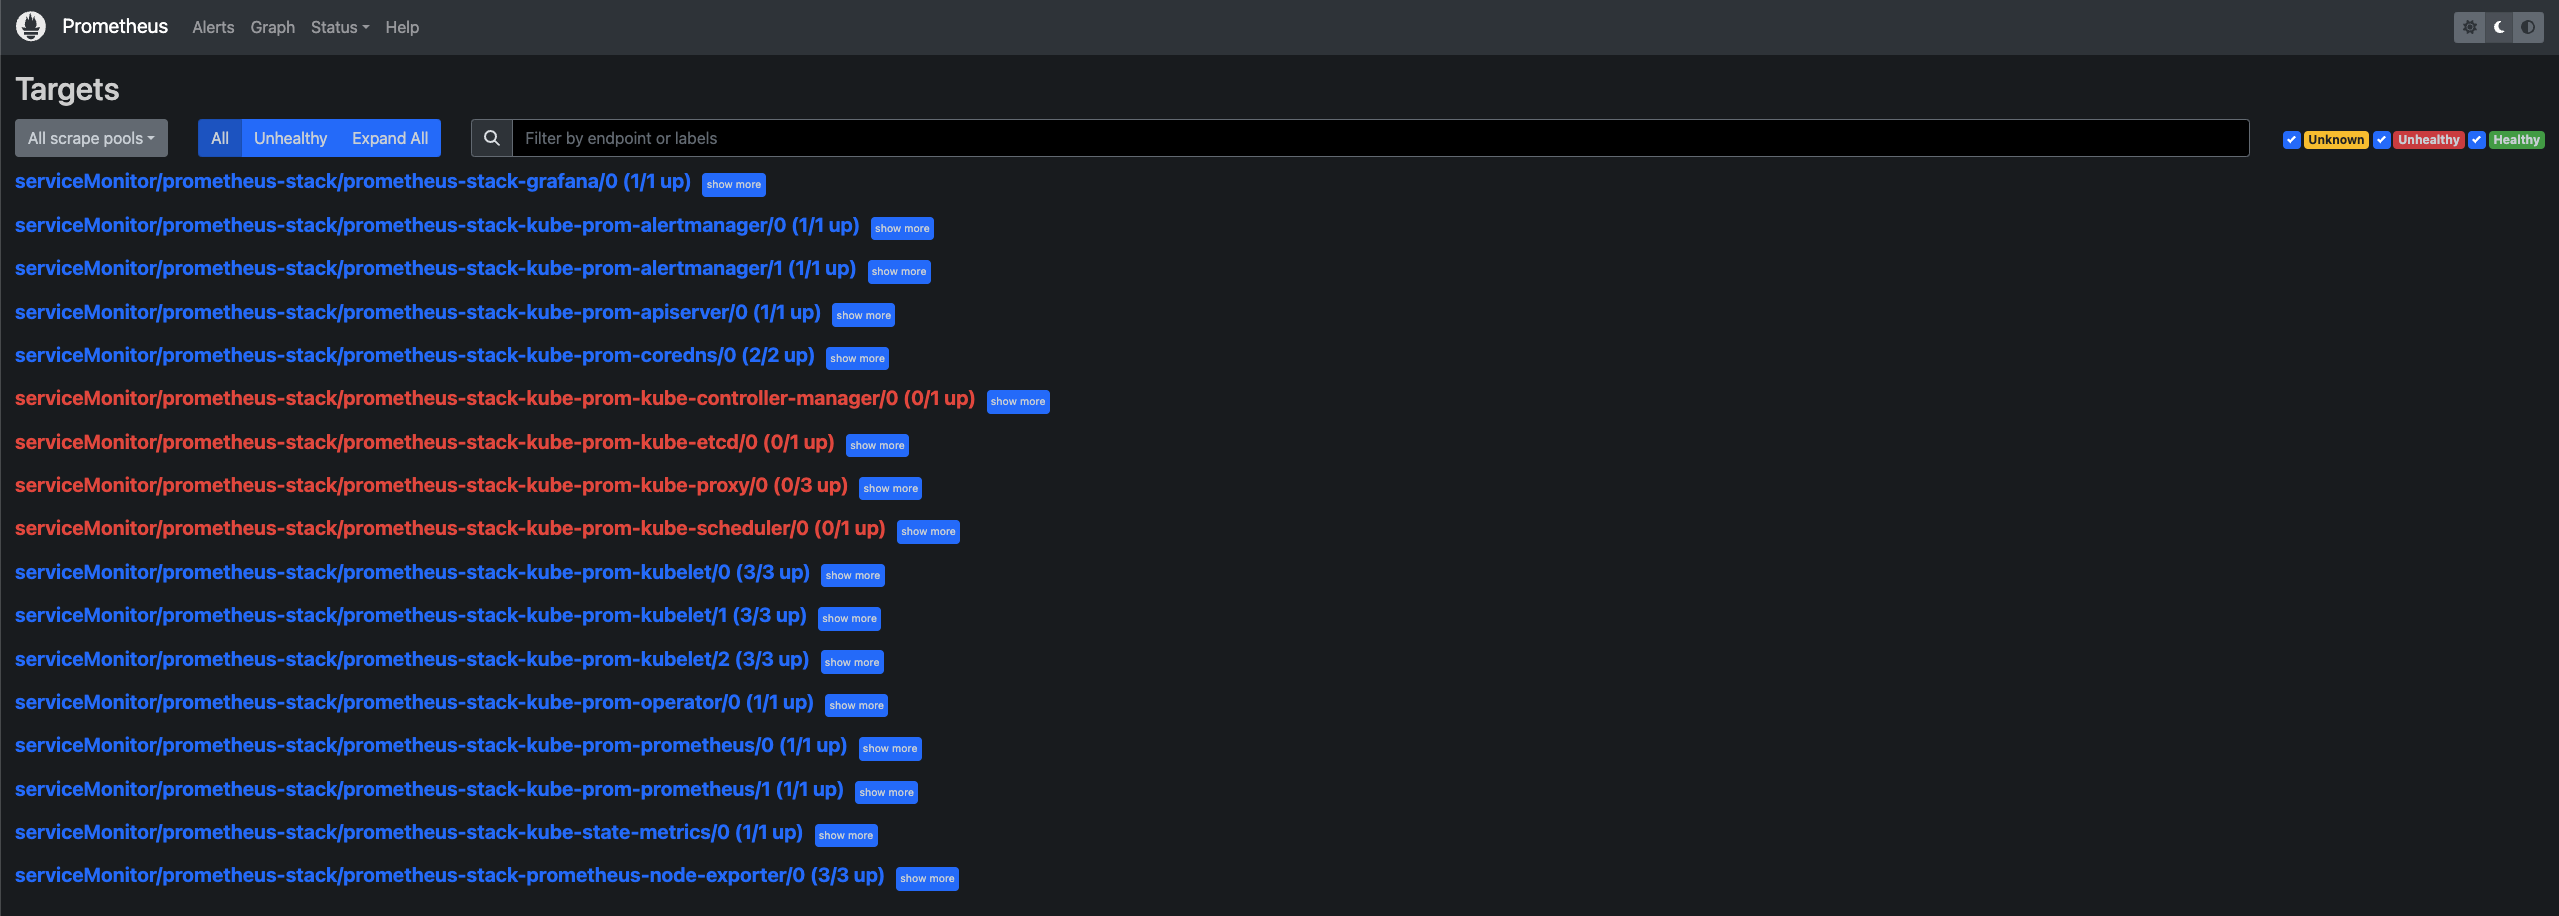 Prometheus Alerts Graph Status Help
Targets
All scrape pools All Unhealthy Expand All Filter by endpoint or labels Unknown Unhealthy Healthy
serviceMonitor/prometheus-stack/prometheus-stack-grafana/0 (1/1 up) show more
serviceMonitor/prometheus-stack/prometheus-stack-kube-prom-alertmanager/0 (1/1 up) show more
serviceMonitor/prometheus-stack/prometheus-stack-kube-prom-alertmanager/1 (1/1 up) show more
serviceMonitor/prometheus-stack/prometheus-stack-kube-prom-apiserver/0 (1/1 up) show more
serviceMonitor/prometheus-stack/prometheus-stack-kube-prom-coredns/0 (2/2 up) show more
serviceMonitor/prometheus-stack/prometheus-stack-kube-prom-kube-controller-manager/0 (0/1 up) show more
serviceMonitor/prometheus-stack/prometheus-stack-kube-prom-kube-etcd/0 (0/1 up) show more
serviceMonitor/prometheus-stack/prometheus-stack-kube-prom-kube-proxy/0 (0/3 up) show more
serviceMonitor/prometheus-stack/prometheus-stack-kube-prom-kube-scheduler/0 (0/1 up) show more
serviceMonitor/prometheus-stack/prometheus-stack-kube-prom-kubelet/0 (3/3 up) show more
serviceMonitor/prometheus-stack/prometheus-stack-kube-prom-kubelet/1 (3/3 up) show more
serviceMonitor/prometheus-stack/prometheus-stack-kube-prom-kubelet/2 (3/3 up) show more
serviceMonitor/prometheus-stack/prometheus-stack-kube-prom-operator/0 (1/1 up) show more
serviceMonitor/prometheus-stack/prometheus-stack-kube-prom-prometheus/0 (1/1 up) show more
serviceMonitor/prometheus-stack/prometheus-stack-kube-prom-prometheus/1 (1/1 up) show more
serviceMonitor/prometheus-stack/prometheus-stack-kube-state-metrics/0 (1/1 up) show more
serviceMonitor/prometheus-stack/prometheus-stack-prometheus-node-exporter/0 (3/3 up) show more